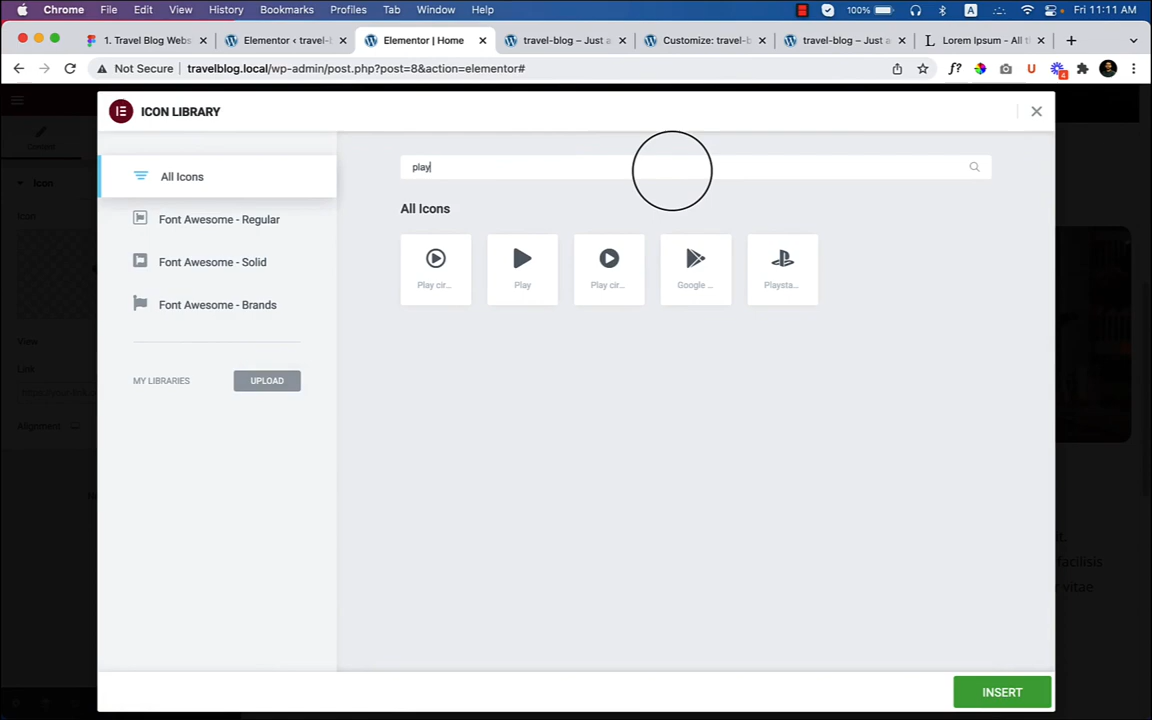 Chrome File Edit View History Bookmarks Profiles Tab Window Help 100% A Fri 11:11 AM
1. Travel Blog Webs Elementor ‹ travel- Elementor | Home travel-blog – Just a Customize: travel-b travel-blog – Just a Lorem Ipsum - All t
Not Secure travelblog.local/wp-admin/post.php?post=8&action=elementor# f? U 4
ICON LIBRARY
play
All Icons
Font Awesome - Regular
Font Awesome - Solid
Font Awesome - Brands
MY LIBRARIES UPLOAD
All Icons
Play cir... Play Play cir... Google ... Playsta...
INSERT
Content
Icon
Icon
View
Link
Alignment
facilisis
vitae